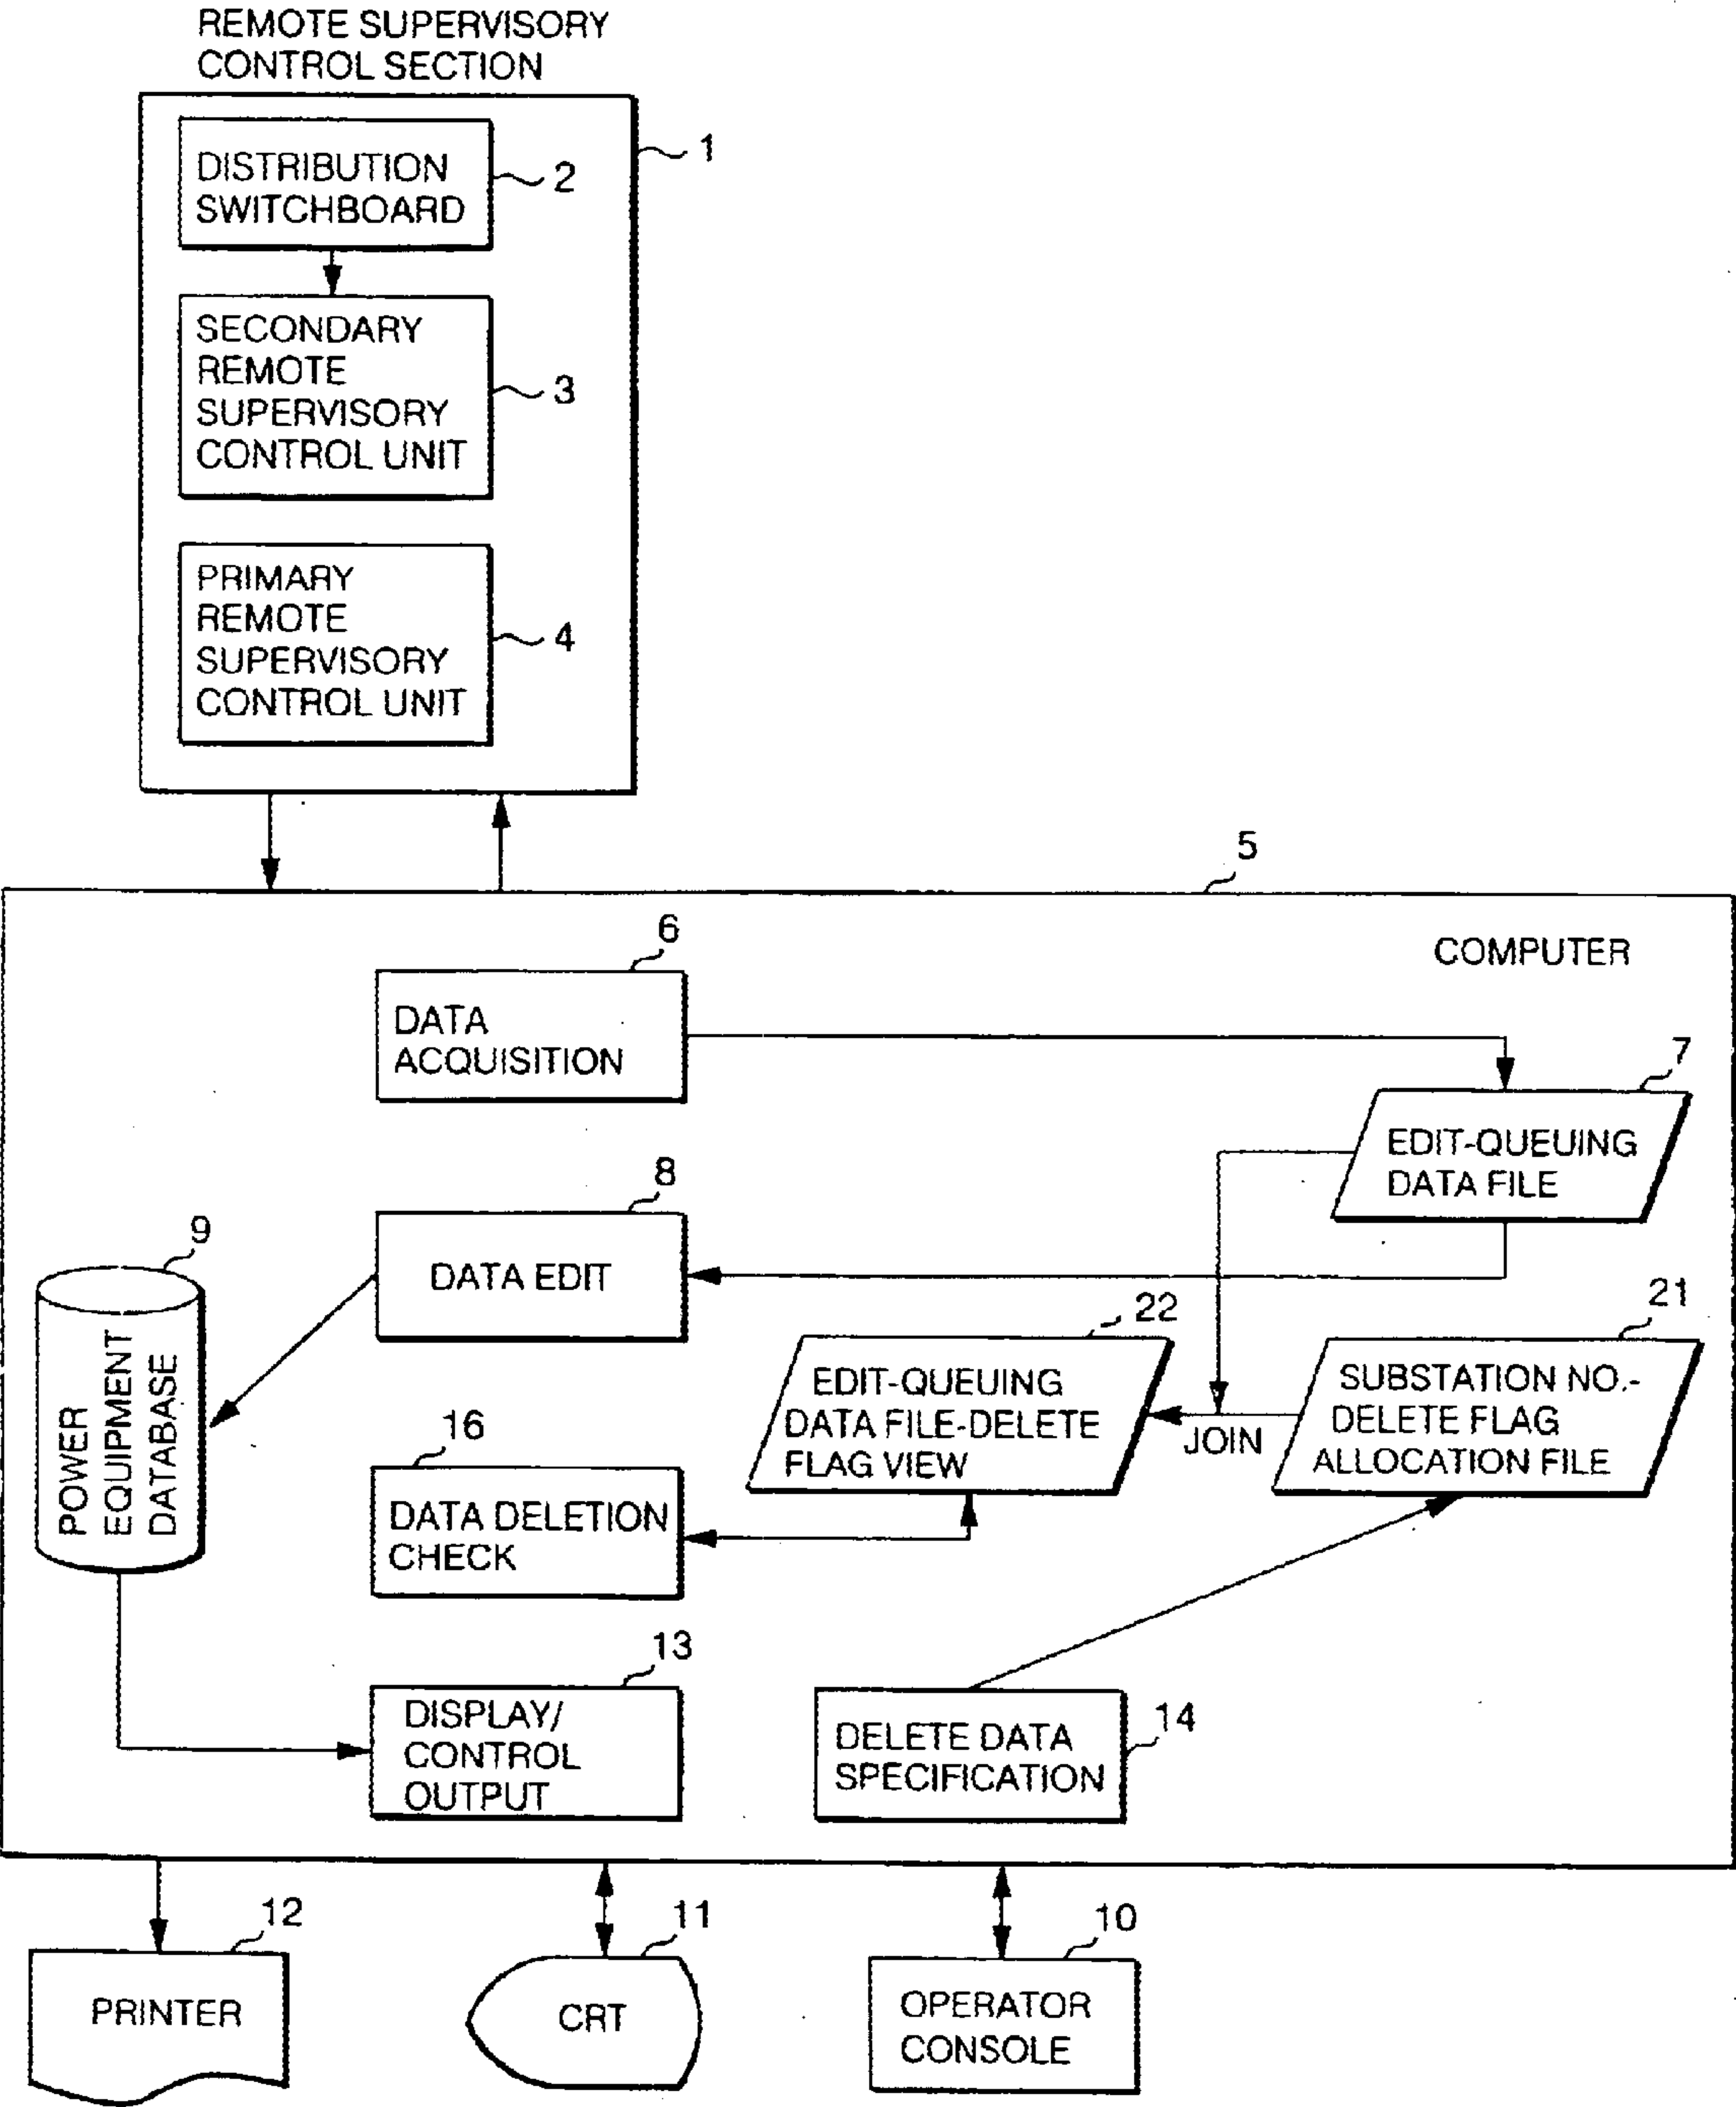 REMOTE SUPERVISORY
CONTROL SECTION
1
DISTRIBUTION
SWITCHBOARD
2
SECONDARY
REMOTE
SUPERVISORY
CONTROL UNIT
3
PRIMARY
REMOTE
SUPERVISORY
CONTROL UNIT
4
5
COMPUTER
6
DATA
ACQUISITION
7
EDIT-QUEUING
DATA FILE
8
DATA EDIT
9
POWER
EQUIPMENT
DATABASE
22
EDIT-QUEUING
DATA FILE-DELETE
FLAG VIEW
JOIN
21
SUBSTATION NO.-
DELETE FLAG
ALLOCATION FILE
16
DATA DELETION
CHECK
13
DISPLAY/
CONTROL
OUTPUT
14
DELETE DATA
SPECIFICATION
12
PRINTER
11
CRT
10
OPERATOR
CONSOLE